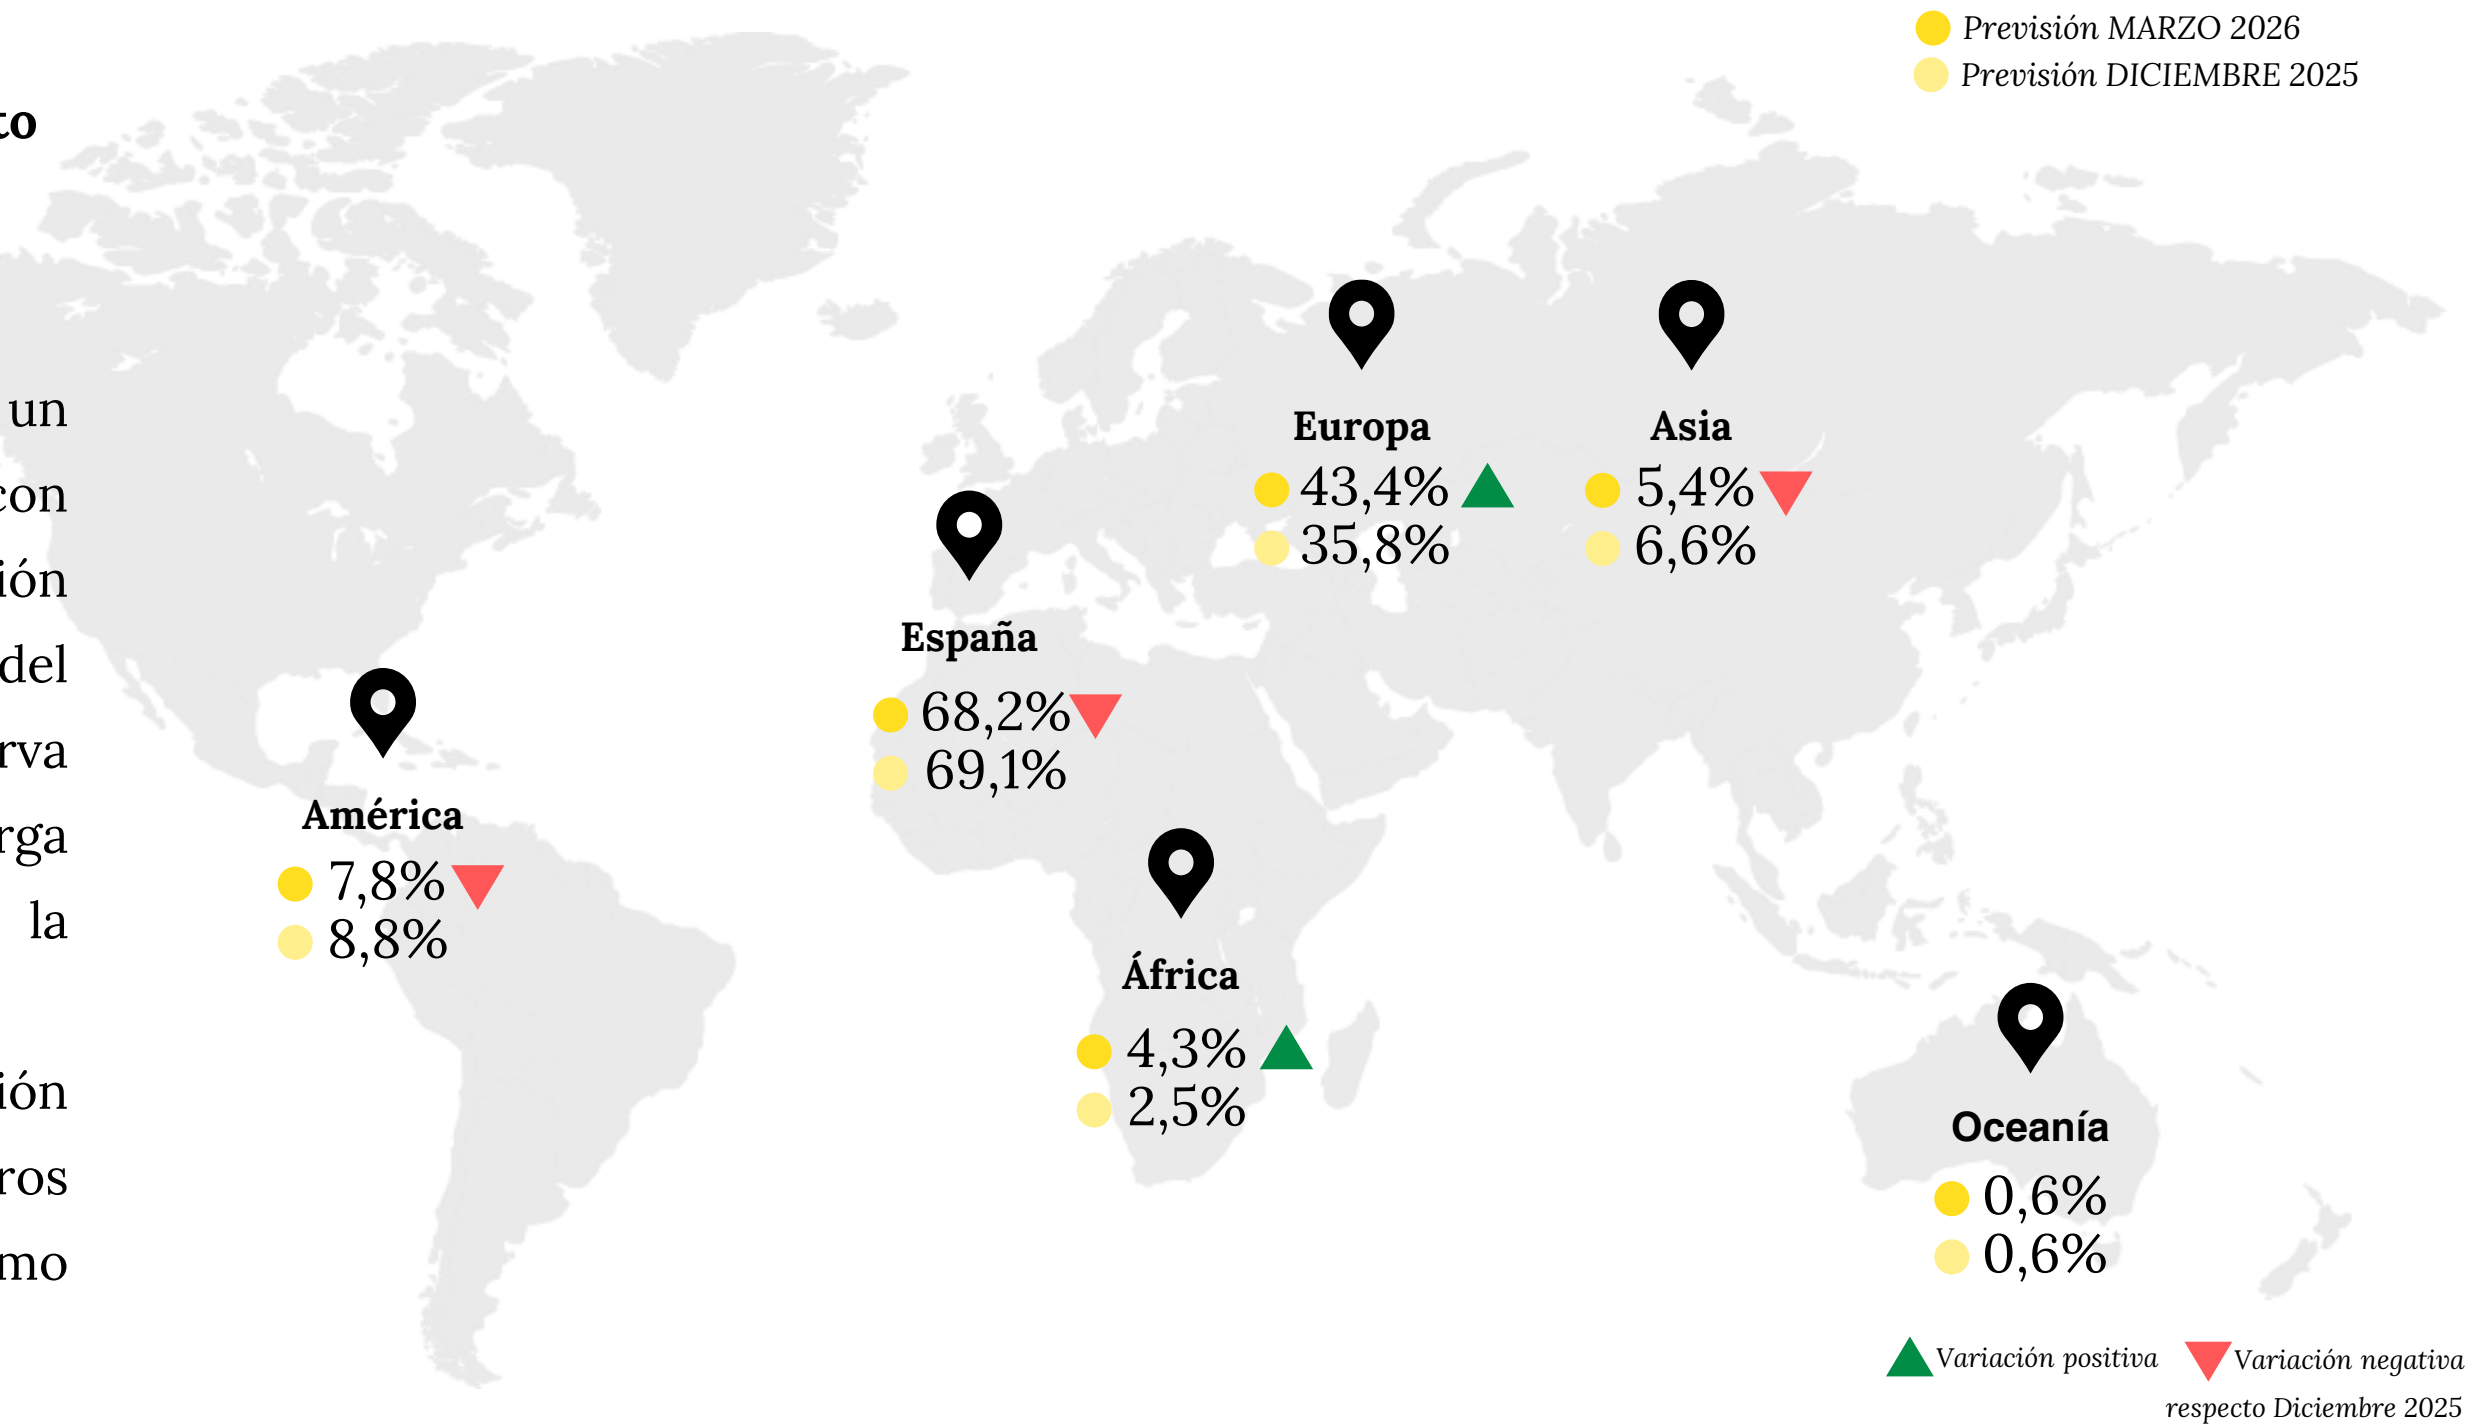 Previsión MARZO 2026
Previsión DICIEMBRE 2025
to
un
con
ión
del
rva
rga
la
ión
ros
mo
Europa
43,4%
35,8%
Asia
5,4%
6,6%
España
68,2%
69,1%
América
7,8%
8,8%
África
4,3%
2,5%
Oceanía
0,6%
0,6%
Variación positiva
Variación negativa
respecto Diciembre 2025